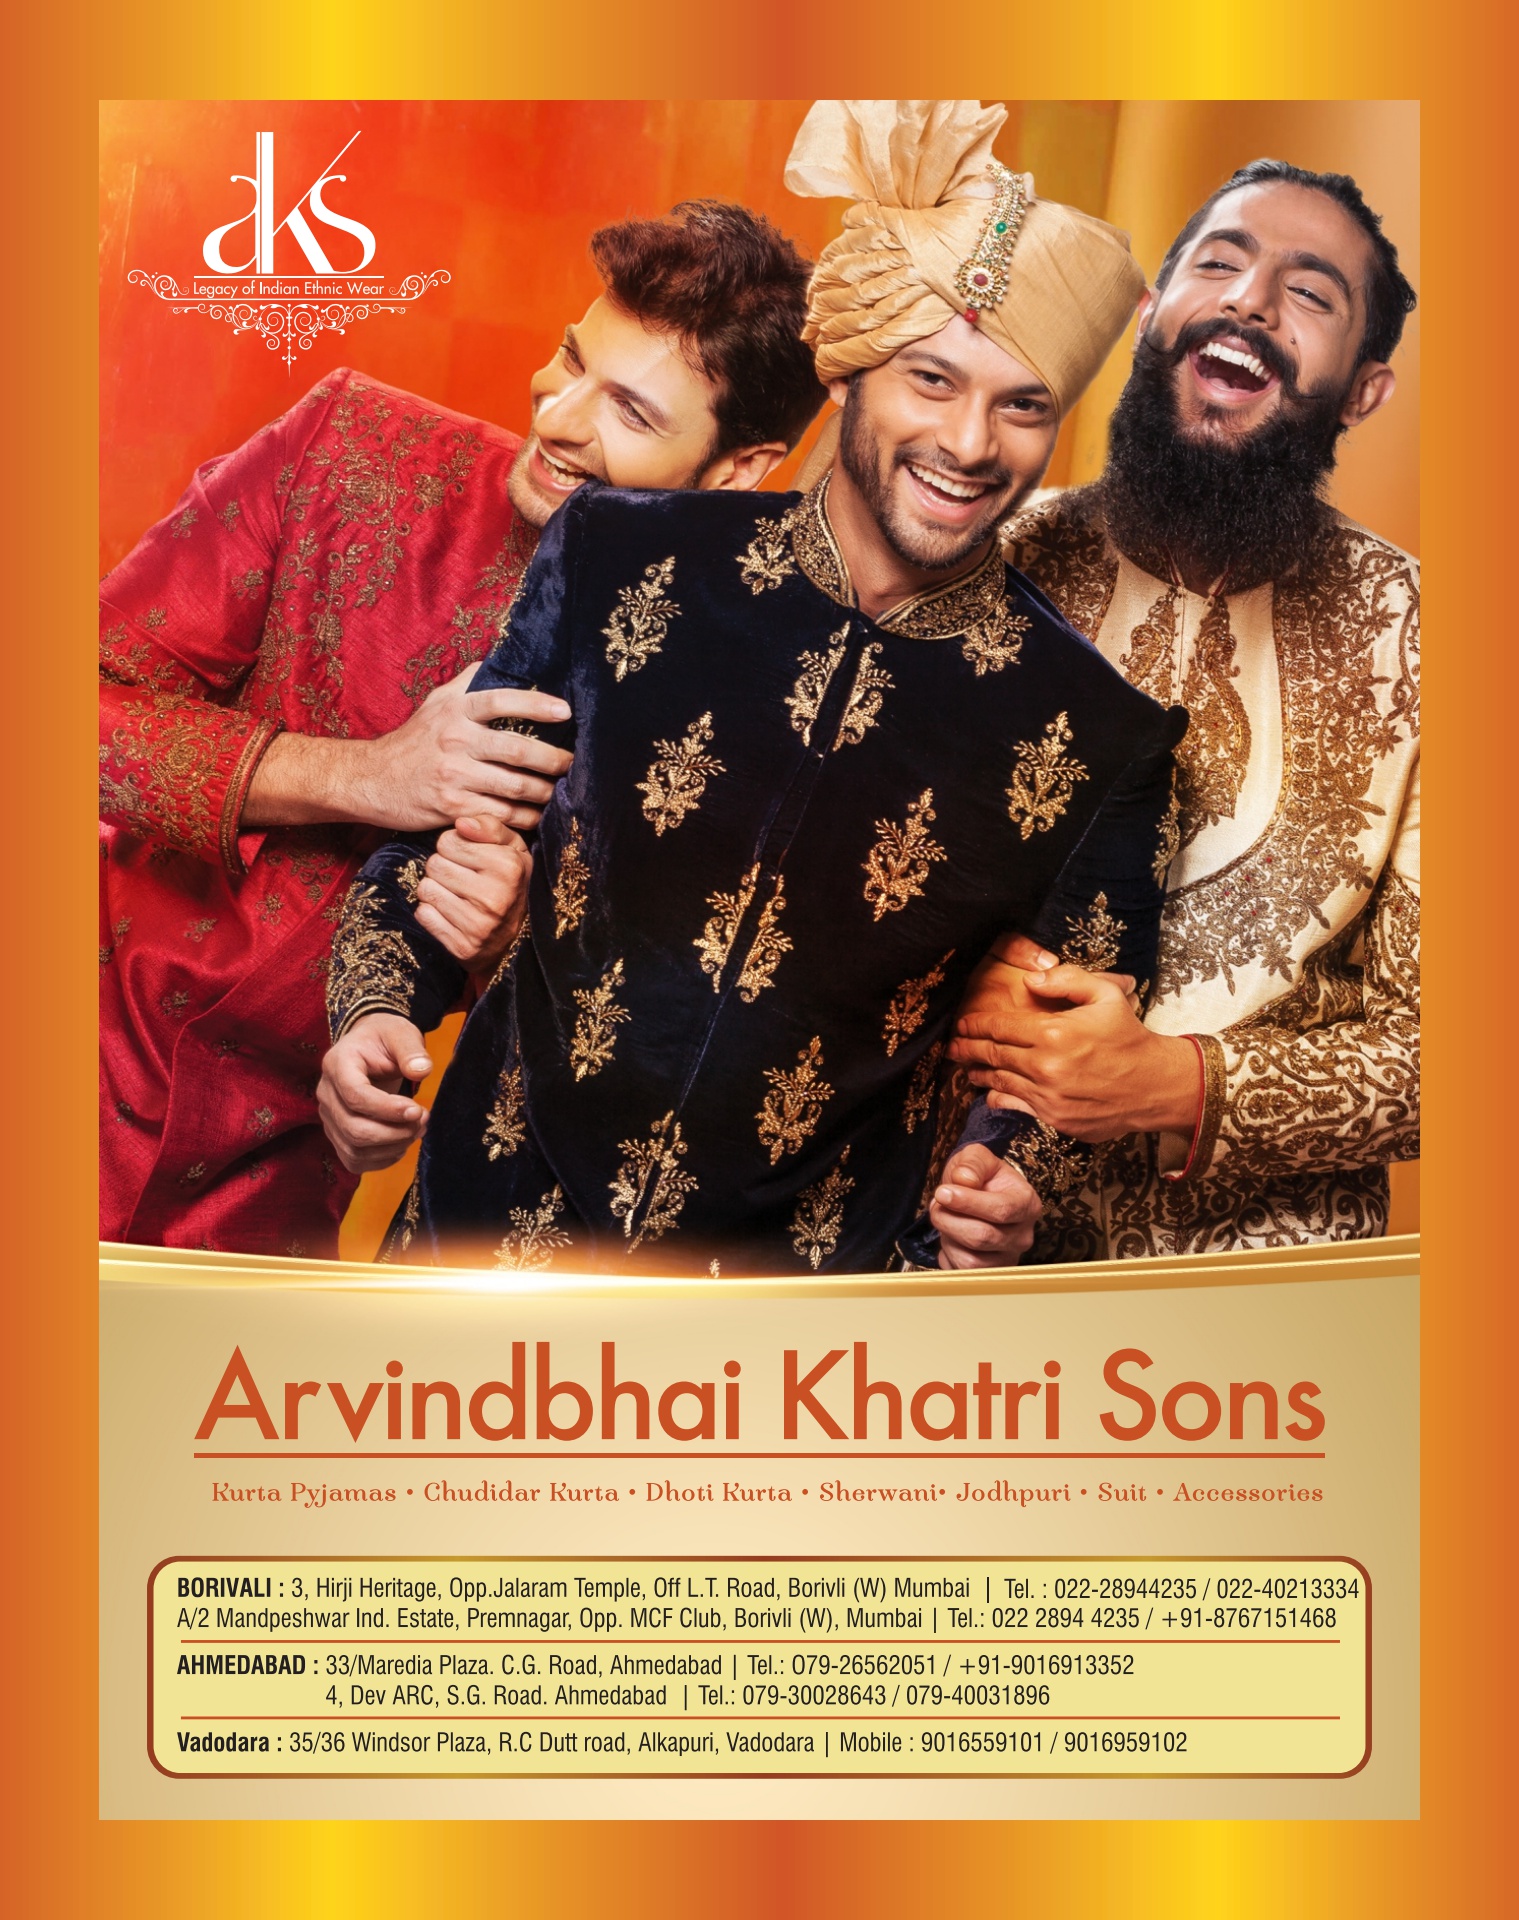 aks
Legacy of Indian Ethnic Wear
Arvindbhai Khatri Sons
Kurta Pyjamas • Chudidar Kurta • Dhoti Kurta • Sherwani• Jodhpuri • Suit • Accessories
BORIVALI : 3, Hirji Heritage, Opp.Jalaram Temple, Off L.T. Road, Borivli (W) Mumbai | Tel. : 022-28944235 / 022-40213334
A/2 Mandpeshwar Ind. Estate, Premnagar, Opp. MCF Club, Borivli (W), Mumbai | Tel.: 022 2894 4235 / +91-8767151468
AHMEDABAD : 33/Maredia Plaza. C.G. Road, Ahmedabad | Tel.: O79-26562051 / +91-9016913352
4, Dev ARC, S.G. Road. Ahmedabad | Tel.: 079-30028643 / 079-40031896
Vadodara : 35/36 Windsor Plaza, R.C Dutt road, Alkapuri, Vadodara | Mobile : 9016559101 / 9016959102